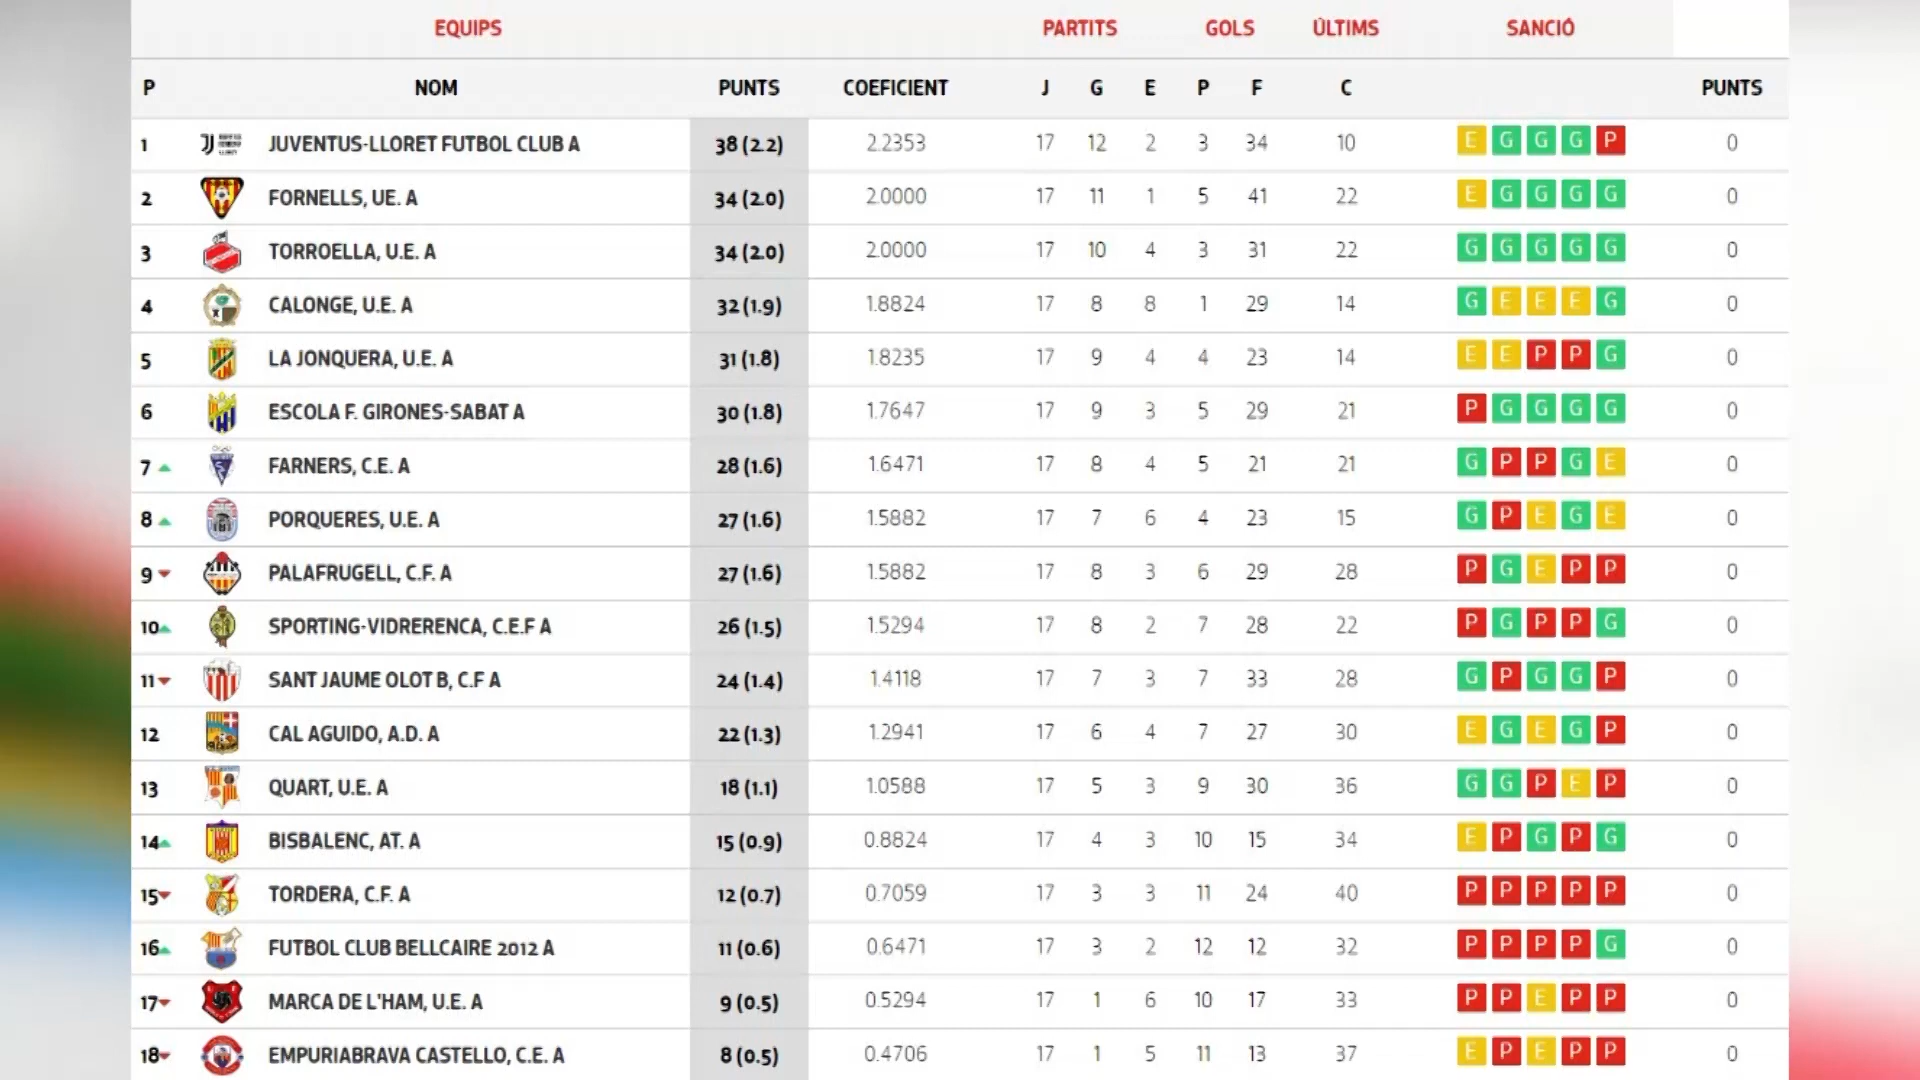 EQUIPS PARTITS GOLS ÚLTIMS SANCIÓ
P NOM PUNTS COEFICIENT J G E P F C PUNTS
1 JUVENTUS-LLORET FUTBOL CLUB A 38 (2.2) 2.2353 17 12 2 3 34 10 E G G G P 0
2 FORNELLS, UE. A 34 (2.0) 2.0000 17 11 1 5 41 22 E G G G G 0
3 TORROELLA, U.E. A 34 (2.0) 2.0000 17 10 4 3 31 22 G G G G G 0
4 CALONGE, U.E. A 32 (1.9) 1.8824 17 8 8 1 29 14 G E E E G 0
5 LA JONQUERA, U.E. A 31 (1.8) 1.8235 17 9 4 4 23 14 E E P P G 0
6 ESCOLA F. GIRONES-SABAT A 30 (1.8) 1.7647 17 9 3 5 29 21 P G G G G 0
7 FARNERS, C.E. A 28 (1.6) 1.6471 17 8 4 5 21 21 G P P G E 0
8 PORQUERES, U.E. A 27 (1.6) 1.5882 17 7 6 4 23 15 G P E G E 0
9 PALAFRUGELL, C.F. A 27 (1.6) 1.5882 17 8 3 6 29 28 P G E P P 0
10 SPORTING-VIDRERENCA, C.E.F A 26 (1.5) 1.5294 17 8 2 7 28 22 P G P P G 0
11 SANT JAUME OLOT B, C.F A 24 (1.4) 1.4118 17 7 3 7 33 28 G P G G P 0
12 CAL AGUIDO, A.D. A 22 (1.3) 1.2941 17 6 4 7 27 30 E G E G P 0
13 QUART, U.E. A 18 (1.1) 1.0588 17 5 3 9 30 36 G G P E P 0
14 BISBALENC, AT. A 15 (0.9) 0.8824 17 4 3 10 15 34 E P G P G 0
15 TORDERA, C.F. A 12 (0.7) 0.7059 17 3 3 11 24 40 P P P P P 0
16 FUTBOL CLUB BELLCAIRE 2012 A 11 (0.6) 0.6471 17 3 2 12 12 32 P P P P G 0
17 MARCA DE L'HAM, U.E. A 9 (0.5) 0.5294 17 1 6 10 17 33 P P E P P 0
18 EMPURIABRAVA CASTELLO, C.E. A 8 (0.5) 0.4706 17 1 5 11 13 37 E P E P P 0